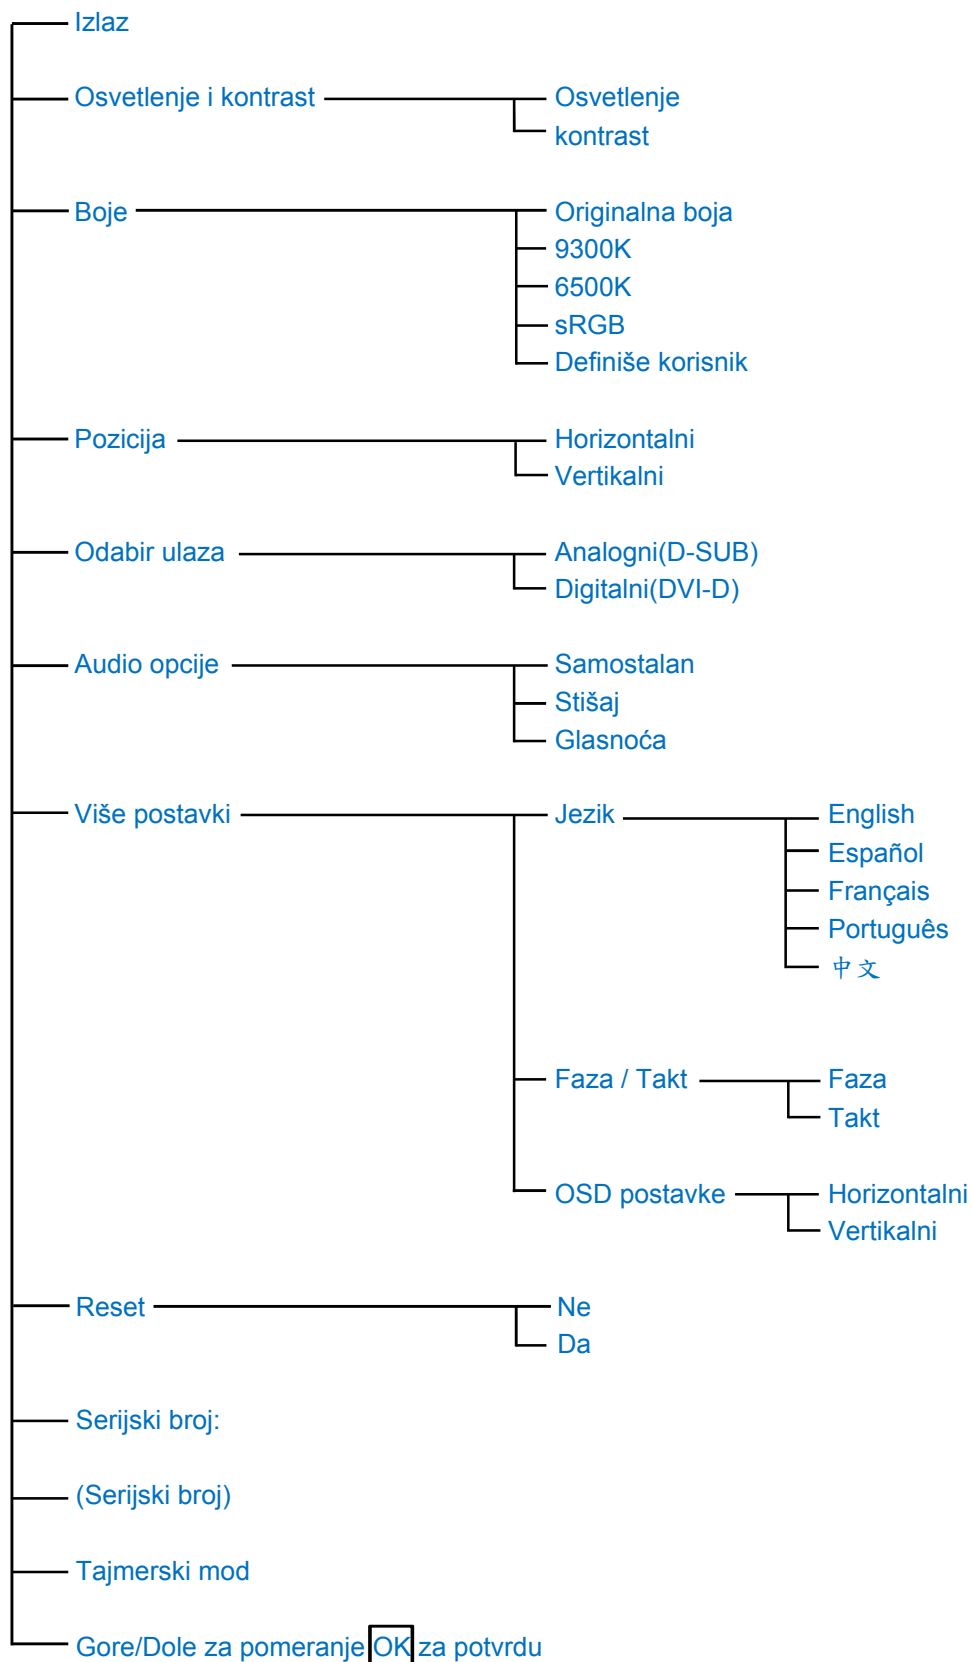 Izlaz
Osvetlenje i kontrast
Osvetlenje
kontrast
Boje
Originalna boja
9300K
6500K
sRGB
Definiše korisnik
Pozicija
Horizontalni
Vertikalni
Odabir ulaza
Analogni(D-SUB)
Digitalni(DVI-D)
Audio opcije
Samostalan
Stišaj
Glasnoća
Više postavki
Jezik
English
Español
Français
Português
中文
Faza / Takt
Faza
Takt
OSD postavke
Horizontalni
Vertikalni
Reset
Ne
Da
Serijski broj:
(Serijski broj)
Tajmerski mod
Gore/Dole za pomeranje OK za potvrdu